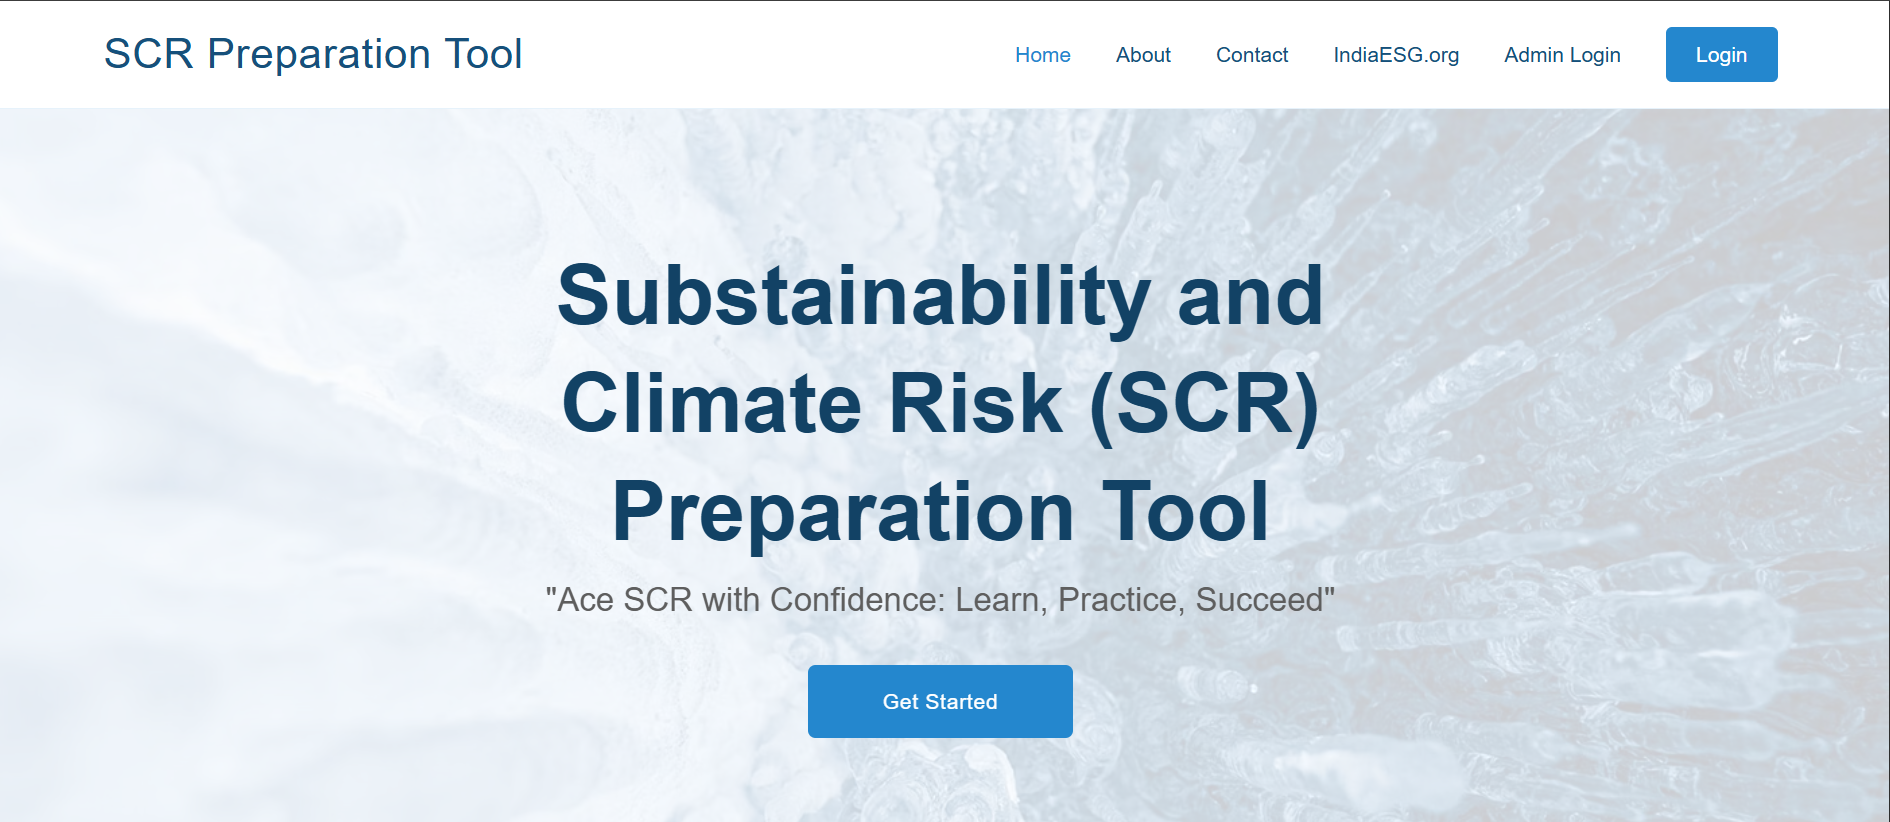 SCR Preparation Tool
Home About Contact IndiaESG.org Admin Login Login
Substainability and
Climate Risk (SCR)
Preparation Tool
"Ace SCR with Confidence: Learn, Practice, Succeed"
Get Started